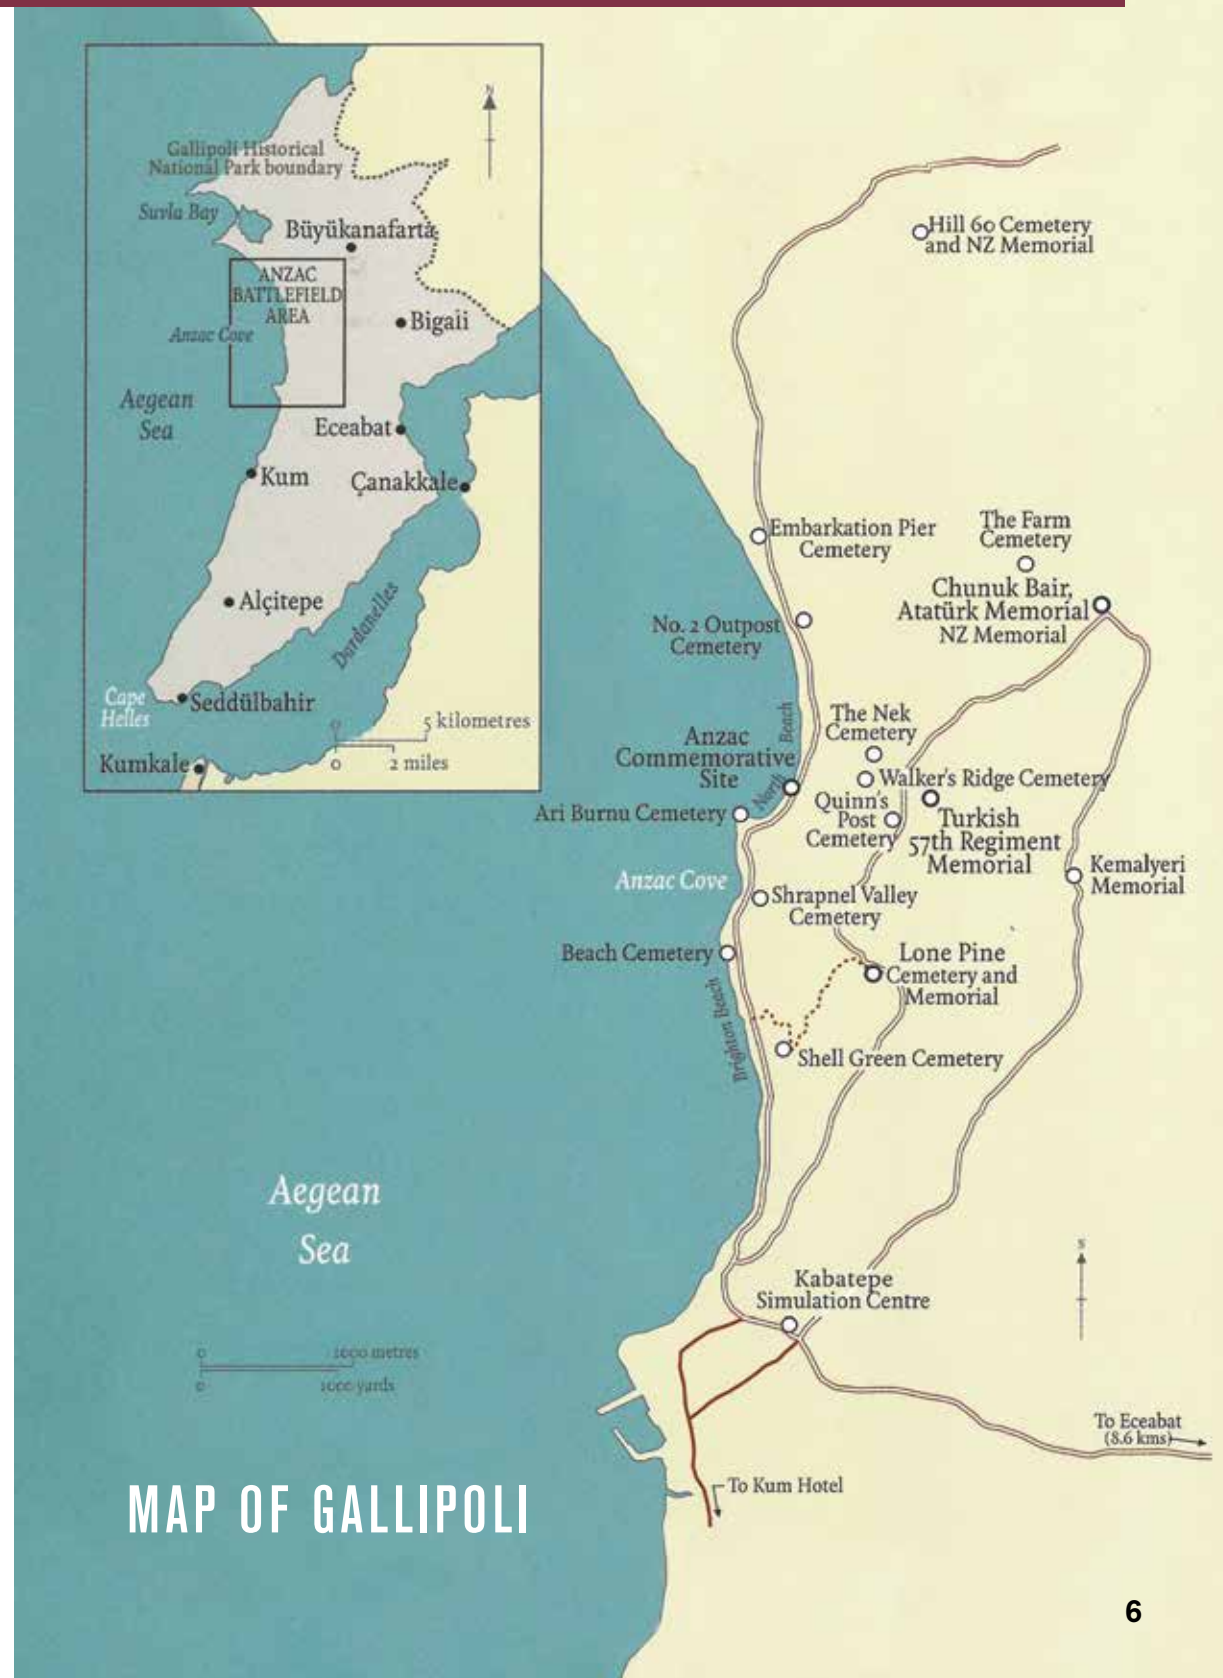 N
Gallipoli Historical
National Park boundary
Suvla Bay
Büyükanafarta
ANZAC
BATTLEFIELD
AREA
Anzac Cove
Bigalı
Aegean
Sea
Eceabat
Kum
Çanakkale
Alçitepe
Dardanelles
Cape
Helles
Seddülbahir
0
5 kilometres
0
2 miles
Kumkale
Hill 60 Cemetery
and NZ Memorial
Embarkation Pier
Cemetery
The Farm
Cemetery
Chunuk Bair,
Atatürk Memorial
NZ Memorial
No. 2 Outpost
Cemetery
North Beach
The Nek
Cemetery
Anzac
Commemorative
Site
Walker's Ridge Cemetery
Quinn's
Post
Cemetery
Ari Burnu Cemetery
Turkish
57th Regiment
Memorial
Kemalyeri
Memorial
Anzac Cove
Shrapnel Valley
Cemetery
Beach Cemetery
Lone Pine
Cemetery and
Memorial
Brighton Beach
Shell Green Cemetery
Aegean
Sea
Kabatepe
Simulation Centre
0
1000 metres
0
1000 yards
To Eceabat
(8.6 kms)
To Kum Hotel
MAP OF GALLIPOLI
6